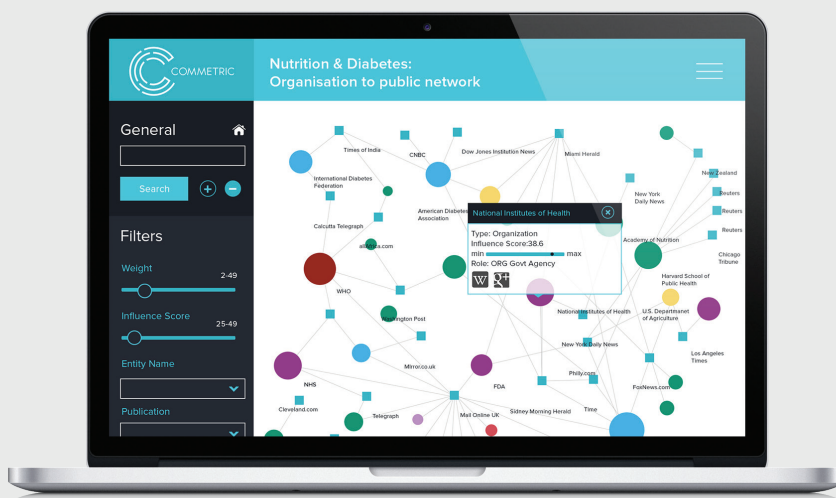 COMMETRIC
Nutrition & Diabetes:
Organisation to public network
General
Search
Filters
Weight
2-49
Influence Score
25-49
Entity Name
Publication
Times of India
CNBC
Dow Jones Institution News
Miami Herald
International Diabetes
Federation
New Zealand
New York
Daily News
Reuters
Calcutta Telegraph
American Diabetes
Association
Reuters
Reuters
allAfrica.com
Academy of Nutrition
Chicago
Tribune
National Institutes of Health
Type: Organization
Influence Score:38.6
min
max
Role: ORG Govt Agency
W g+
WHO
Harvard School of
Public Health
National Institutes of Health
U.S. Departmanet
of Agriculture
New York Daily News
Los Angeles
Times
Mirror.co.uk
Philly.com
NHS
FDA
FoxNews.com
Cleveland.com
Telegraph
Mail Online UK
Sidney Morning Herald
Time